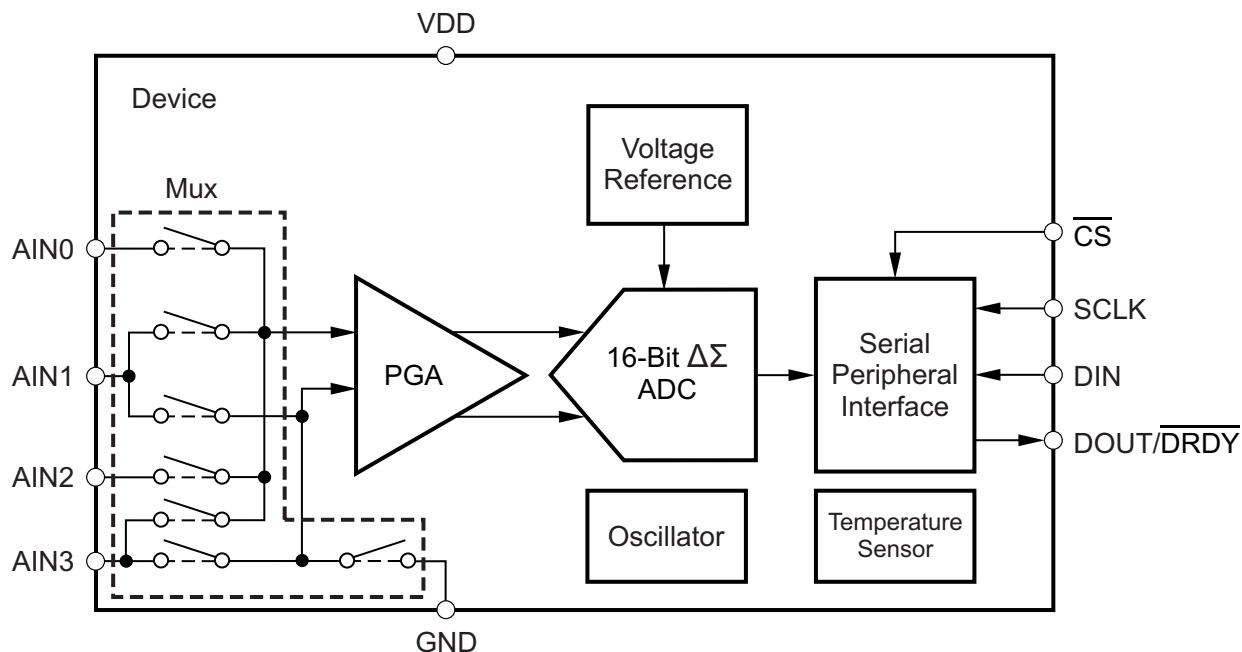 VDD
Device
Voltage
Reference
Mux
AIN0
CS
SCLK
AIN1
PGA
16-Bit ΔΣ
ADC
Serial
Peripheral
Interface
DIN
DOUT/DRDY
AIN2
AIN3
Oscillator
Temperature
Sensor
GND